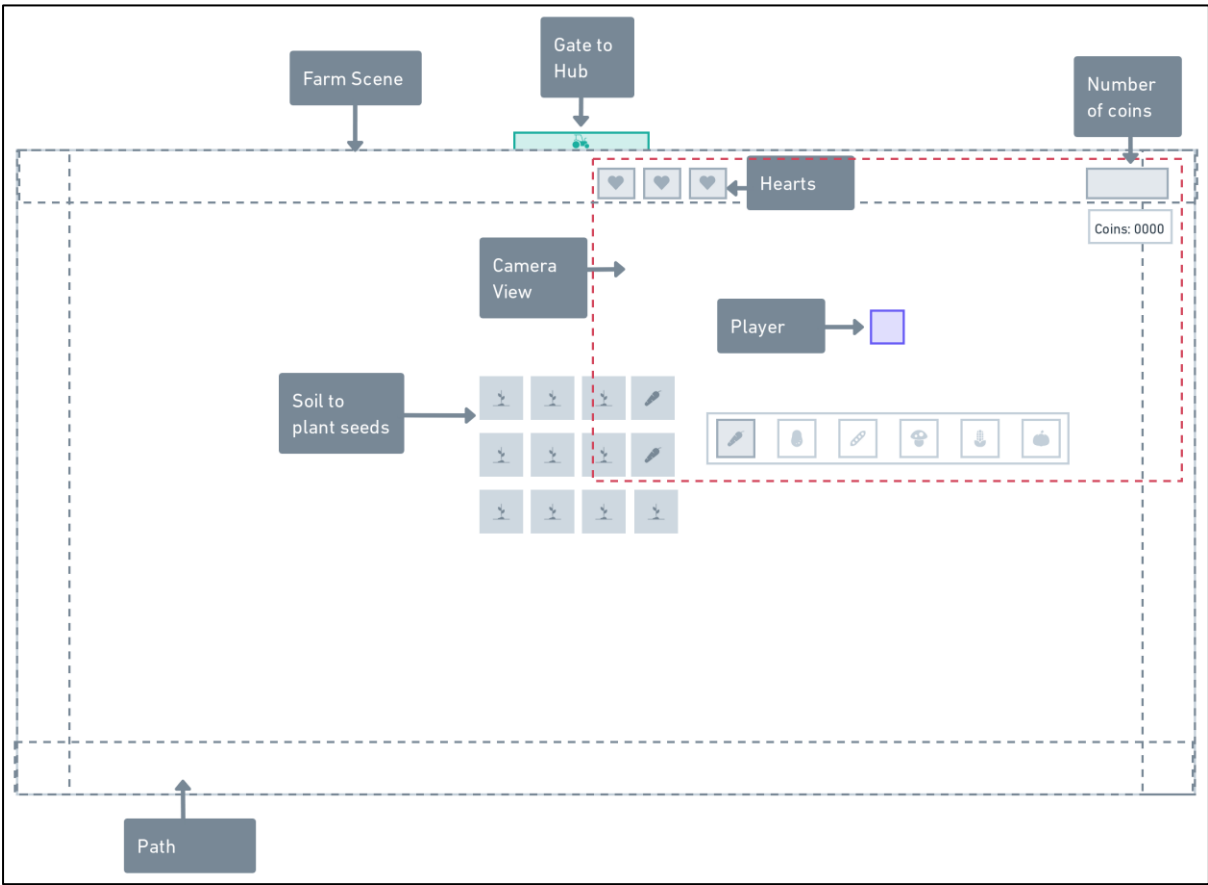 Gate to
Hub
Farm Scene
Number
of coins
Hearts
Coins: 0000
Camera
View
Player
Soil to
plant seeds
Path